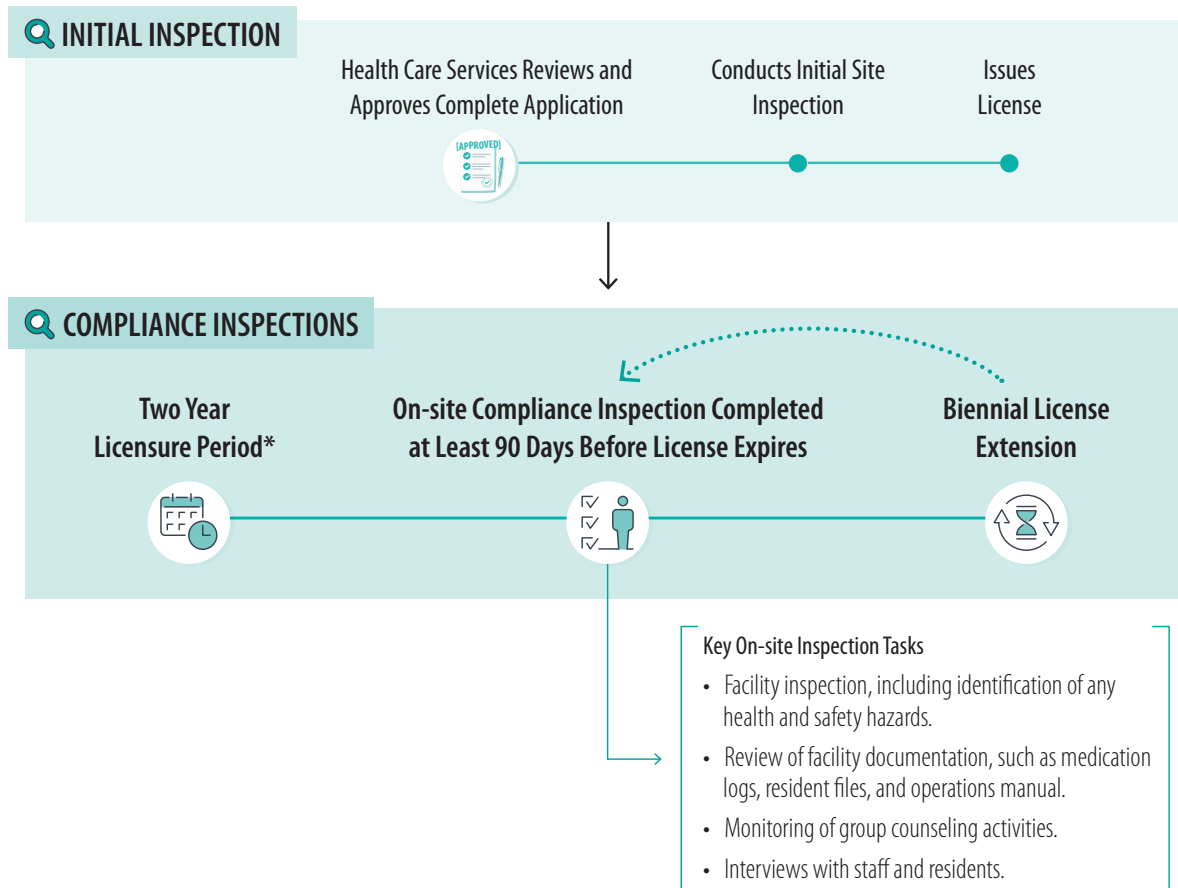 INITIAL INSPECTION
Health Care Services Reviews and
Approves Complete Application
Conducts Initial Site
Inspection
Issues
License
[APPROVED]
COMPLIANCE INSPECTIONS
Two Year
Licensure Period*
On-site Compliance Inspection Completed
at Least 90 Days Before License Expires
Biennial License
Extension
Key On-site Inspection Tasks
• Facility inspection, including identification of any
health and safety hazards.
• Review of facility documentation, such as medication
logs, resident files, and operations manual.
• Monitoring of group counseling activities.
• Interviews with staff and residents.